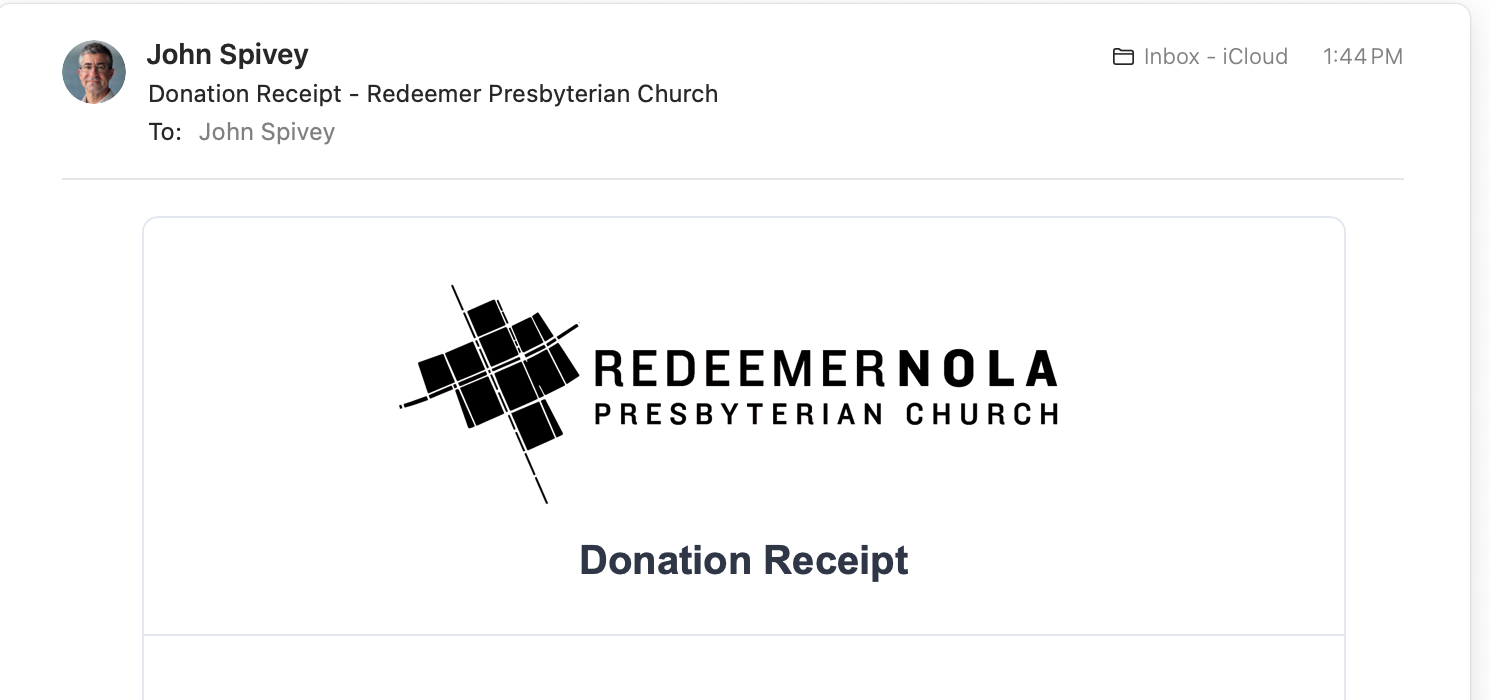 John Spivey
Inbox - iCloud
1:44 PM
Donation Receipt - Redeemer Presbyterian Church
To: John Spivey
REDEEMERNOLA
PRESBYTERIAN CHURCH
Donation Receipt